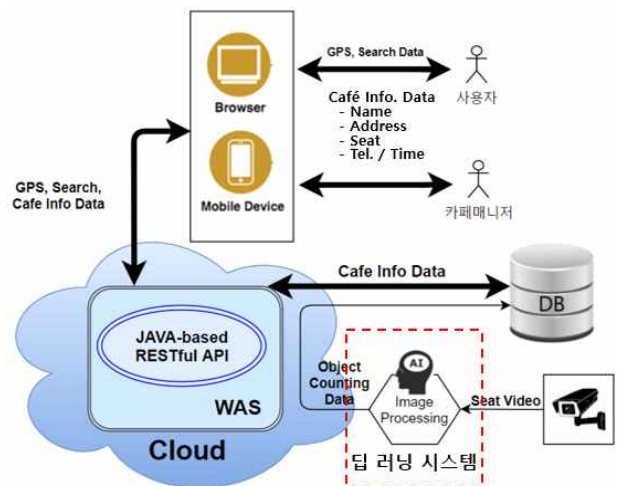 GPS, Search Data
Browser
사용자
Café Info. Data
- Name
- Address
- Seat
- Tel. / Time
Mobile Device
카페매니저
GPS, Search,
Cafe Info Data
Cafe Info Data
DB
JAVA-based
RESTful API
WAS
Cloud
Object
Counting
Data
AI
Image
Processing
Seat Video
딥 러닝 시스템